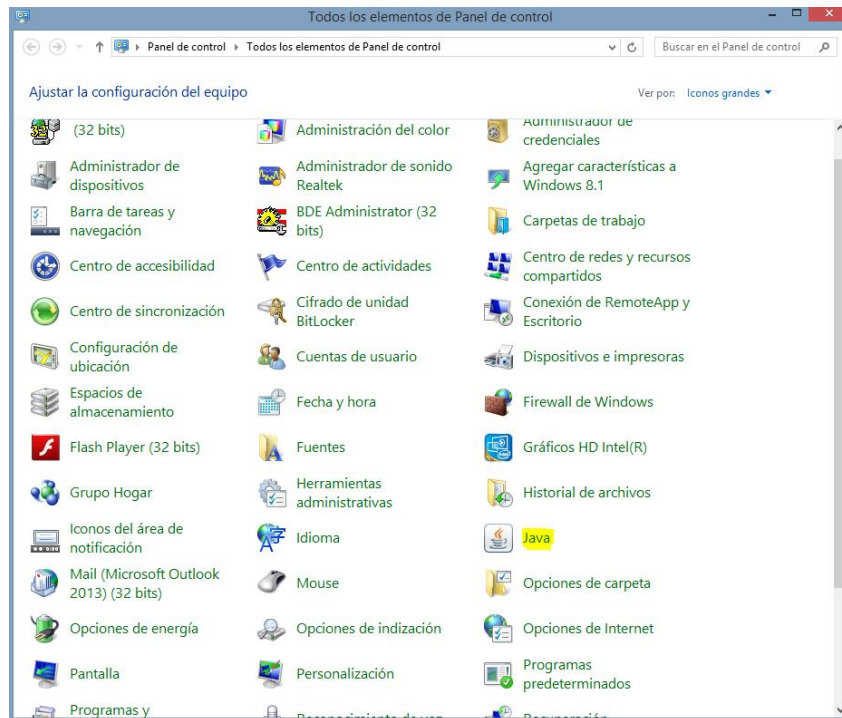 Todos los elementos de Panel de control
Panel de control
Todos los elementos de Panel de control
Buscar en el Panel de control
Ajustar la configuración del equipo
Ver por:
Iconos grandes
(32 bits)
Administración del color
Administrador de
credenciales
Administrador de
dispositivos
Administrador de sonido
Realtek
Agregar características a
Windows 8.1
Barra de tareas y
navegación
BDE Administrator (32
bits)
Carpetas de trabajo
Centro de accesibilidad
Centro de actividades
Centro de redes y recursos
compartidos
Centro de sincronización
Cifrado de unidad
BitLocker
Conexión de RemoteApp y
Escritorio
Configuración de
ubicación
Cuentas de usuario
Dispositivos e impresoras
Espacios de
almacenamiento
Fecha y hora
Firewall de Windows
Flash Player (32 bits)
Fuentes
Gráficos HD Intel(R)
Grupo Hogar
Herramientas
administrativas
Historial de archivos
Iconos del área de
notificación
Idioma
Java
Mail (Microsoft Outlook
2013) (32 bits)
Mouse
Opciones de carpeta
Opciones de energía
Opciones de indización
Opciones de Internet
Pantalla
Personalización
Programas
predeterminados
Programas y
Reconocimiento de voz
Recuperación